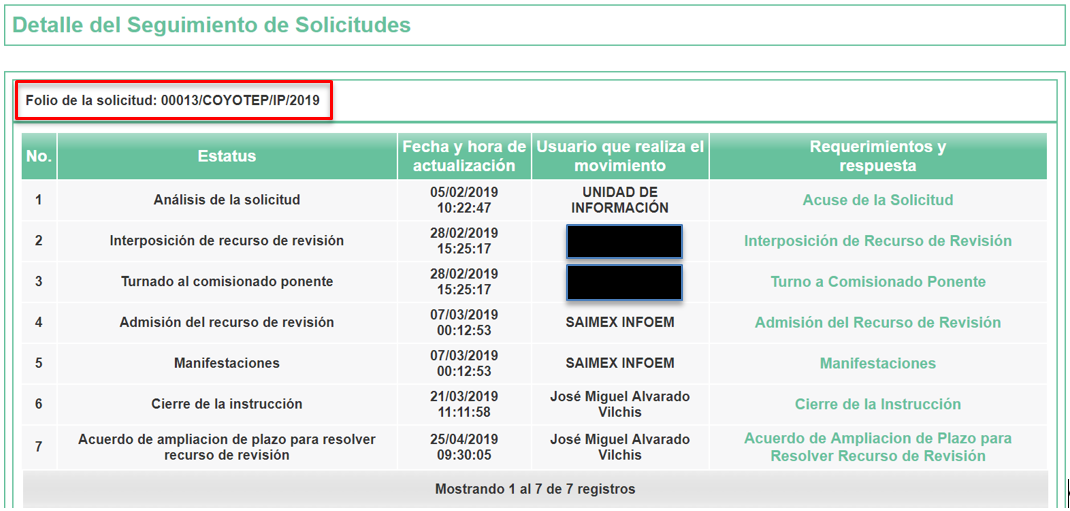 Detalle del Seguimiento de Solicitudes
Folio de la solicitud: 00013/COYOTEP/IP/2019
No. Estatus Fecha y hora de actualización Usuario que realiza el movimiento Requerimientos y respuesta
1 Análisis de la solicitud 05/02/2019 10:22:47 UNIDAD DE INFORMACIÓN Acuse de la Solicitud
2 Interposición de recurso de revisión 28/02/2019 15:25:17 Interposición de Recurso de Revisión
3 Turnado al comisionado ponente 28/02/2019 15:25:17 Turno a Comisionado Ponente
4 Admisión del recurso de revisión 07/03/2019 00:12:53 SAIMEX INFOEM Admisión del Recurso de Revisión
5 Manifestaciones 07/03/2019 00:12:53 SAIMEX INFOEM Manifestaciones
6 Cierre de la instrucción 21/03/2019 11:11:58 José Miguel Alvarado Vilchis Cierre de la Instrucción
7 Acuerdo de ampliacion de plazo para resolver recurso de revisión 25/04/2019 09:30:05 José Miguel Alvarado Vilchis Acuerdo de Ampliacion de Plazo para Resolver Recurso de Revisión
Mostrando 1 al 7 de 7 registros